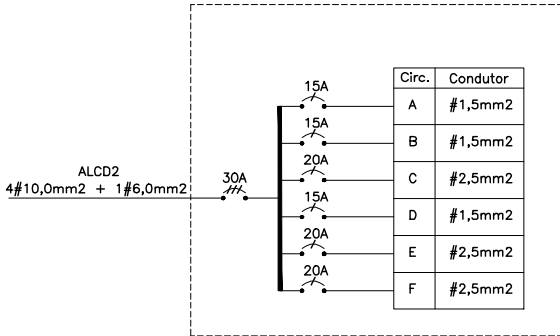 Circ. Condutor
15A
A #1,5mm2
15A
B #1,5mm2
20A
C #2,5mm2
ALCD2
4#10,0mm2 + 1#6,0mm2
30A
15A
D #1,5mm2
20A
E #2,5mm2
20A
F #2,5mm2